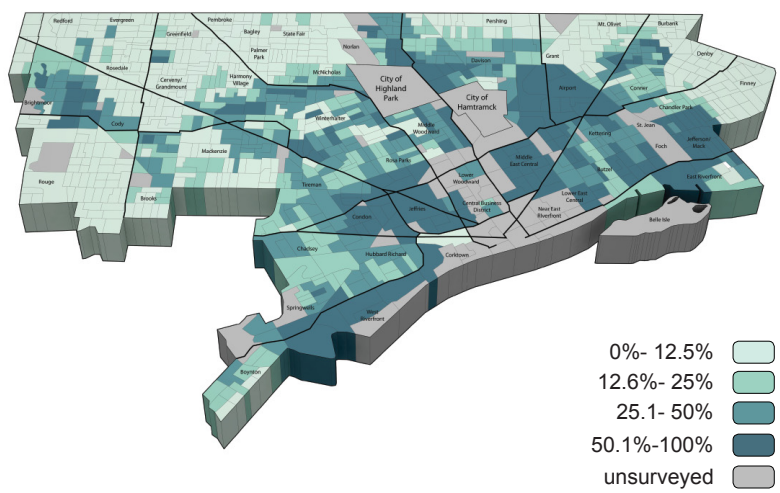 Redford
Evergreen
Pembroke
Bagley
State Fair
Greenfield
Palmer
Park
Norlan
Pershing
Mt. Olivet
Burbank
Grant
Denby
Finney
Rosedale
Cerveny/
Grandmount
Harmony
Village
McNichols
Davison
Airport
Conner
Chandler Park
City of
Highland
Park
City of
Hamtramck
Brightmoor
Cody
Winterhalter
Middle
Woodward
Kettering
St. Jean
Jefferson/
Mack
Foch
Mackenzie
Rosa Parks
Middle
East Central
Butzel
East Riverfront
Rouge
Brooks
Tireman
Lower
Woodward
Condon
Jeffries
Central Business
District
Near East
Riverfront
Lower East
Central
Belle Isle
Chadsey
Hubbard Richard
Corktown
Springwells
West
Riverfront
Boynton
0%- 12.5%
12.6%- 25%
25.1- 50%
50.1%-100%
unsurveyed